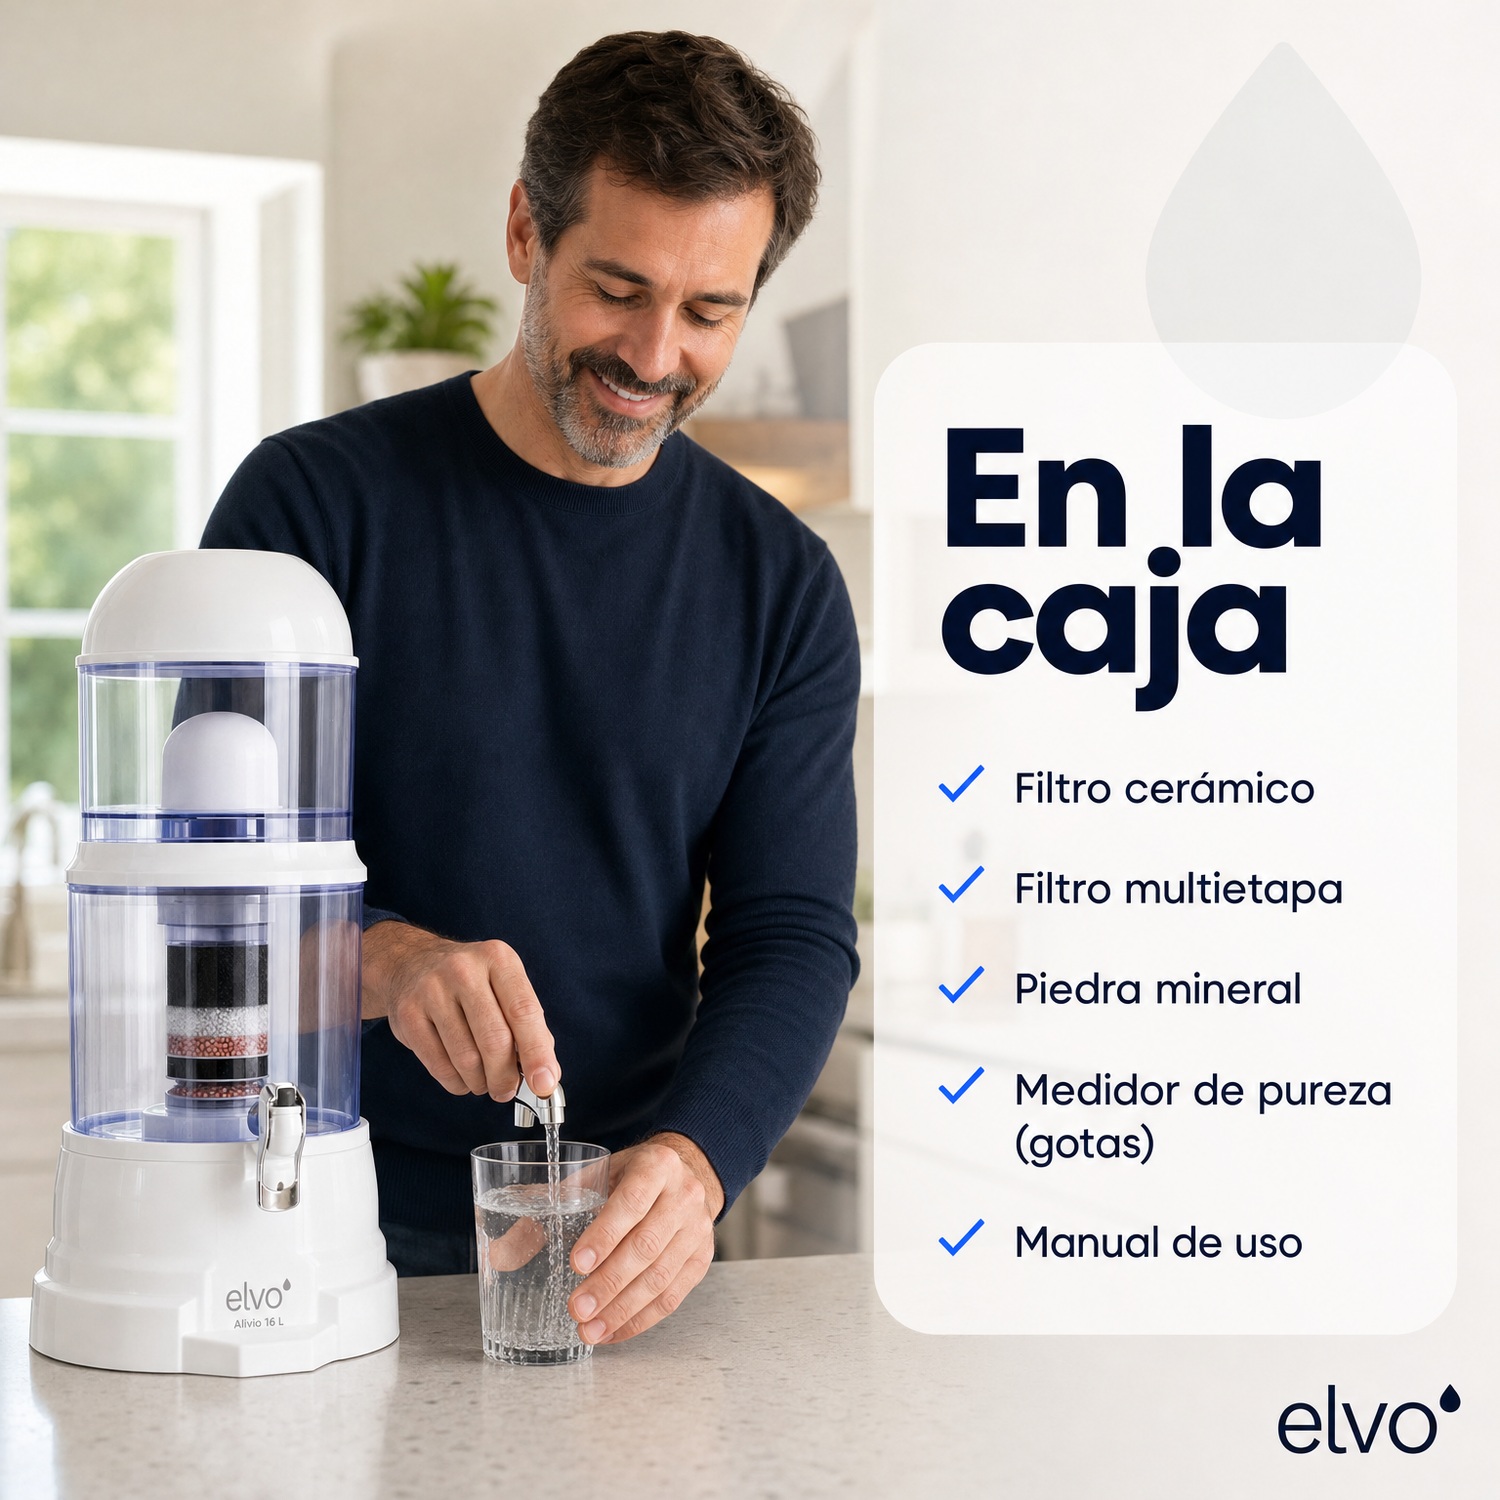 En la
caja
Filtro cerámico
Filtro multietapa
Piedra mineral
Medidor de pureza
(gotas)
Manual de uso
elvo
Alivio 16 L
elvo